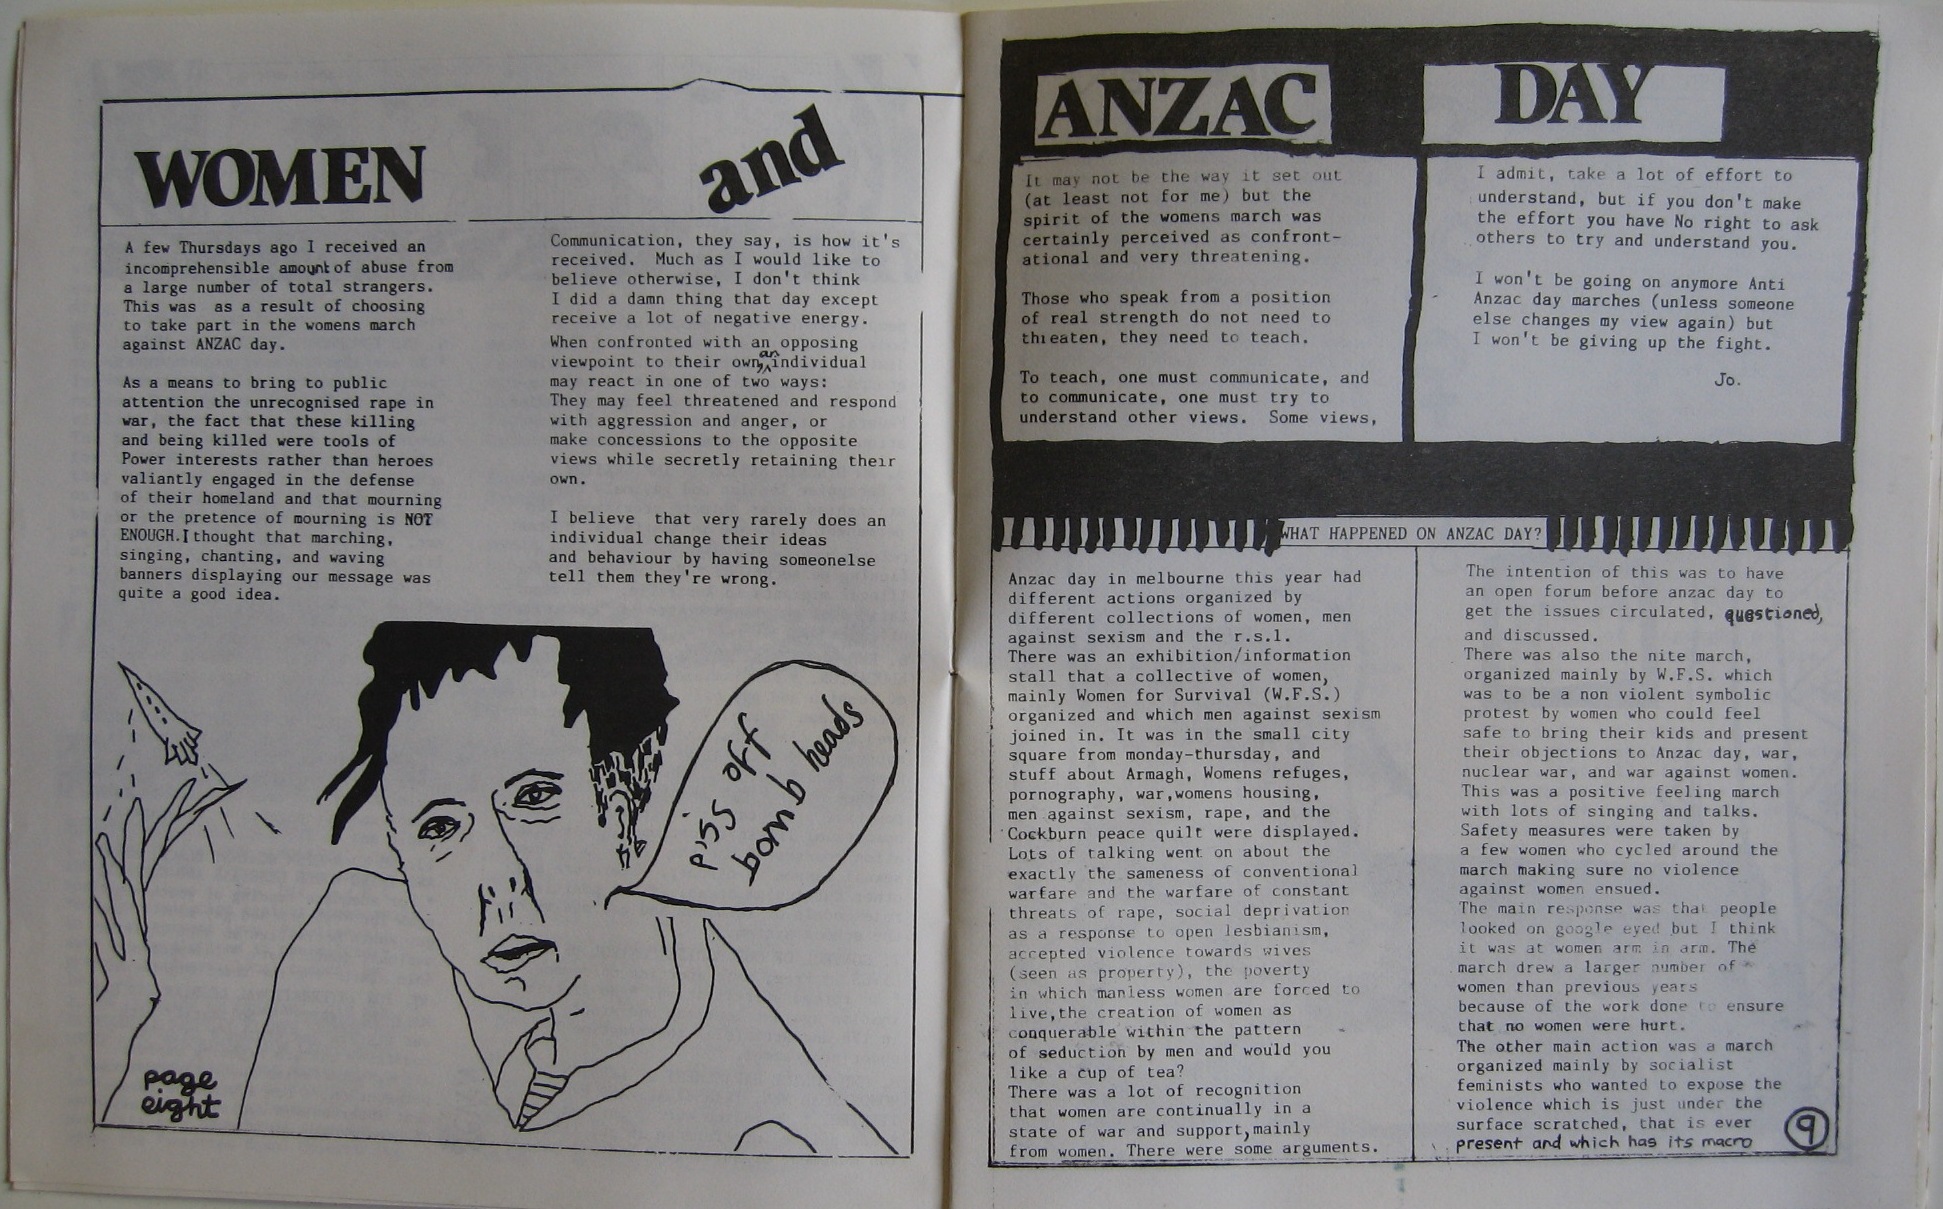 WOMEN and
A few Thursdays ago I received an
incomprehensible amount of abuse from
a large number of total strangers.
This was as a result of choosing
to take part in the womens march
against ANZAC day.
As a means to bring to public
attention the unrecognised rape in
war, the fact that these killing
and being killed were tools of
Power interests rather than heroes
valiantly engaged in the defense
of their homeland and that mourning
or the pretence of mourning is NOT
ENOUGH. I thought that marching,
singing, chanting, and waving
banners displaying our message was
quite a good idea.
Communication, they say, is how it's
received. Much as I would like to
believe otherwise, I don't think
I did a damn thing that day except
receive a lot of negative energy.
When confronted with an opposing
viewpoint to their own, an individual
may react in one of two ways:
They may feel threatened and respond
with aggression and anger, or
make concessions to the opposite
views while secretly retaining their
own.
I believe that very rarely does an
individual change their ideas
and behaviour by having someonelse
tell them they're wrong.
piss off
bomb heads
page
eight
ANZAC DAY
It may not be the way it set out
(at least not for me) but the
spirit of the womens march was
certainly perceived as confront-
ational and very threatening.
Those who speak from a position
of real strength do not need to
threaten, they need to teach.
To teach, one must communicate, and
to communicate, one must try to
understand other views. Some views,
I admit, take a lot of effort to
understand, but if you don't make
the effort you have No right to ask
others to try and understand you.
I won't be going on anymore Anti
Anzac day marches (unless someone
else changes my view again) but
I won't be giving up the fight.
Jo.
WHAT HAPPENED ON ANZAC DAY?
Anzac day in melbourne this year had
different actions organized by
different collections of women, men
against sexism and the r.s.l.
There was an exhibition/information
stall that a collective of women,
mainly Women for Survival (W.F.S.)
organized and which men against sexism
joined in. It was in the small city
square from monday-thursday, and
stuff about Armagh, Womens refuges,
pornography, war,womens housing,
men against sexism, rape, and the
Cockburn peace quilt were displayed.
Lots of talking went on about the
exactly the sameness of conventional
warfare and the warfare of constant
threats of rape, social deprivation
as a response to open lesbianism,
accepted violence towards wives
(seen as property), the poverty
in which manless women are forced to
live,the creation of women as
conquerable within the pattern
of seduction by men and would you
like a cup of tea?
There was a lot of recognition
that women are continually in a
state of war and support, mainly
from women. There were some arguments.
The intention of this was to have
an open forum before anzac day to
get the issues circulated, questioned,
and discussed.
There was also the nite march,
organized mainly by W.F.S. which
was to be a non violent symbolic
protest by women who could feel
safe to bring their kids and present
their objections to Anzac day, war,
nuclear war, and war against women.
This was a positive feeling march
with lots of singing and talks.
Safety measures were taken by
a few women who cycled around the
march making sure no violence
against women ensued.
The main response was that people
looked on google eyed but I think
it was at women arm in arm. The
march drew a larger number of
women than previous years
because of the work done to ensure
that no women were hurt.
The other main action was a march
organized mainly by socialist
feminists who wanted to expose the
violence which is just under the
surface scratched, that is ever
present and which has its macro
9